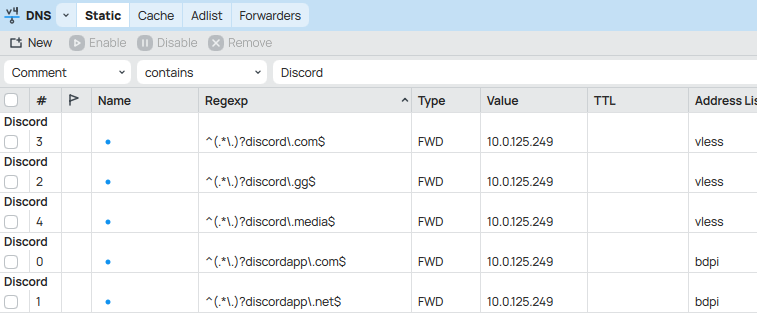 v4 DNS Static Cache Adlist Forwarders
New Enable Disable Remove
Comment contains Discord
# Name Regexp Type Value TTL Address Lis
Discord
3 ^(.*\.)?discord\.com$ FWD 10.0.125.249 vless
Discord
2 ^(.*\.)?discord\.gg$ FWD 10.0.125.249 vless
Discord
4 ^(.*\.)?discord\.media$ FWD 10.0.125.249 vless
Discord
0 ^(.*\.)?discordapp\.com$ FWD 10.0.125.249 bdpi
Discord
1 ^(.*\.)?discordapp\.net$ FWD 10.0.125.249 bdpi